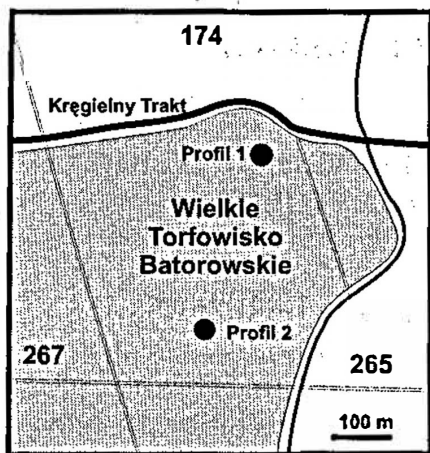 174
Kręgielny Trakt
Profil 1
Wielkie
Torfowisko
Batorowskie
Profil 2
267
265
100 m